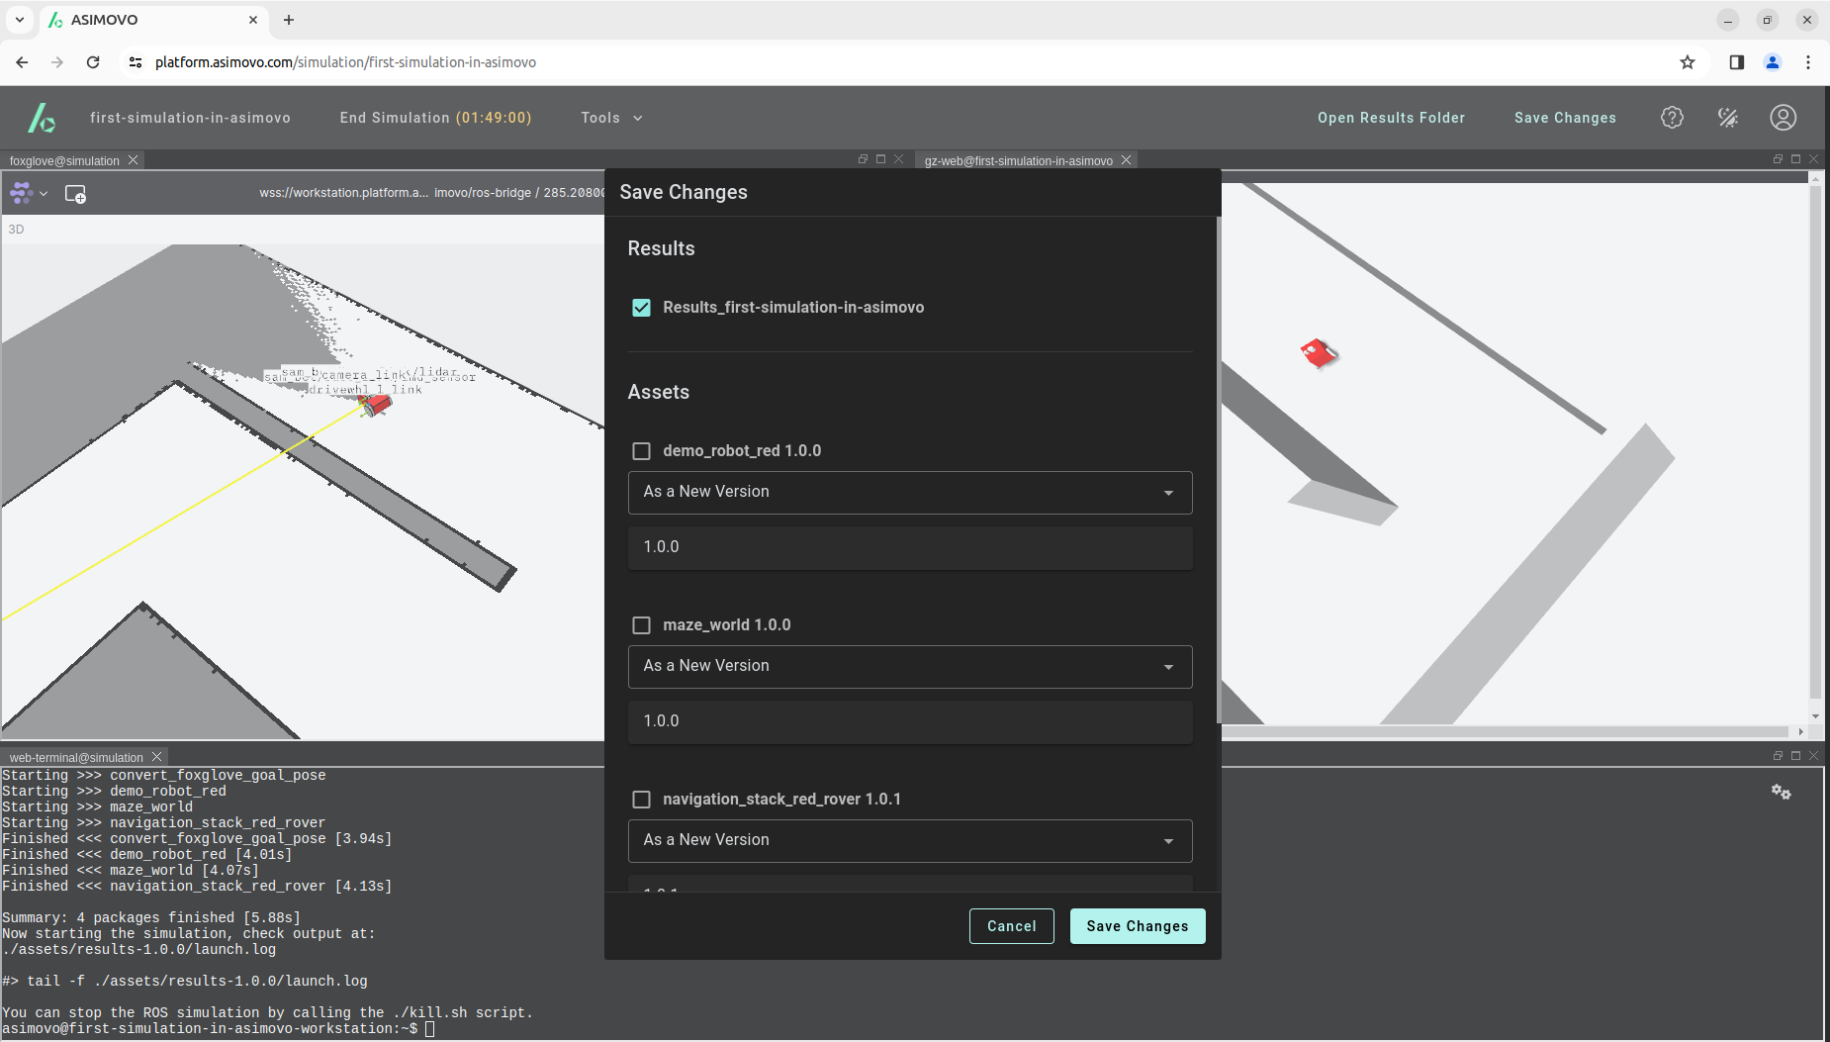 ASIMOVO
platform.asimovo.com/simulation/first-simulation-in-asimovo
first-simulation-in-asimovo
End Simulation (01:49:00)
Tools
Open Results Folder
Save Changes
foxglove@simulation
gz-web@first-simulation-in-asimovo
wss://workstation.platform.a... imovo/ros-bridge / 285.2080
3D
drivewhl_l_link
Save Changes
Results
Results_first-simulation-in-asimovo
Assets
demo_robot_red 1.0.0
As a New Version
1.0.0
maze_world 1.0.0
As a New Version
1.0.0
navigation_stack_red_rover 1.0.1
As a New Version
Cancel
Save Changes
web-terminal@simulation
Starting >>> convert_foxglove_goal_pose
Starting >>> demo_robot_red
Starting >>> maze_world
Starting >>> navigation_stack_red_rover
Finished <<< convert_foxglove_goal_pose [3.94s]
Finished <<< demo_robot_red [4.01s]
Finished <<< maze_world [4.07s]
Finished <<< navigation_stack_red_rover [4.13s]
Summary: 4 packages finished [5.88s]
Now starting the simulation, check output at:
./assets/results-1.0.0/launch.log
#> tail -f ./assets/results-1.0.0/launch.log
You can stop the ROS simulation by calling the ./kill.sh script.
asimovo@first-simulation-in-asimovo-workstation:~$